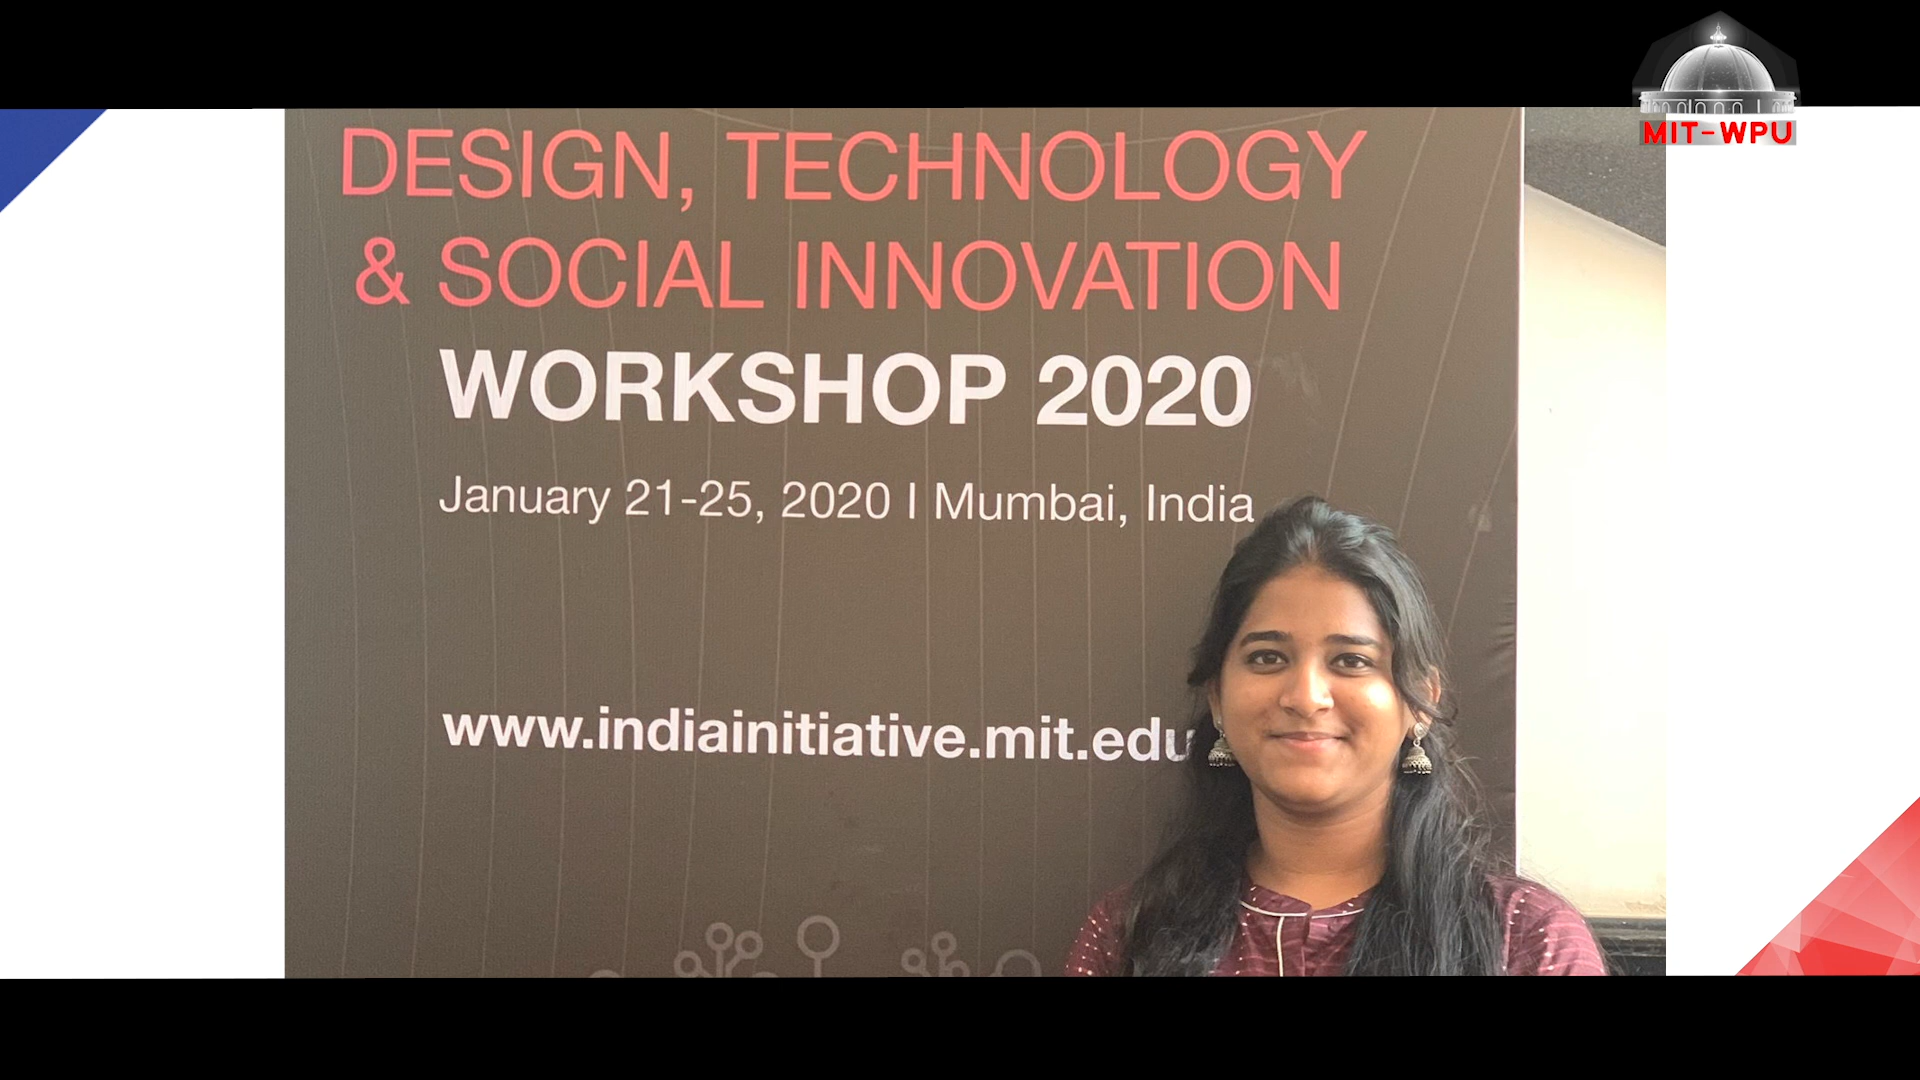 MIT-WPU
DESIGN, TECHNOLOGY
& SOCIAL INNOVATION
WORKSHOP 2020
January 21-25, 2020 | Mumbai, India
www.indiainitiative.mit.edu